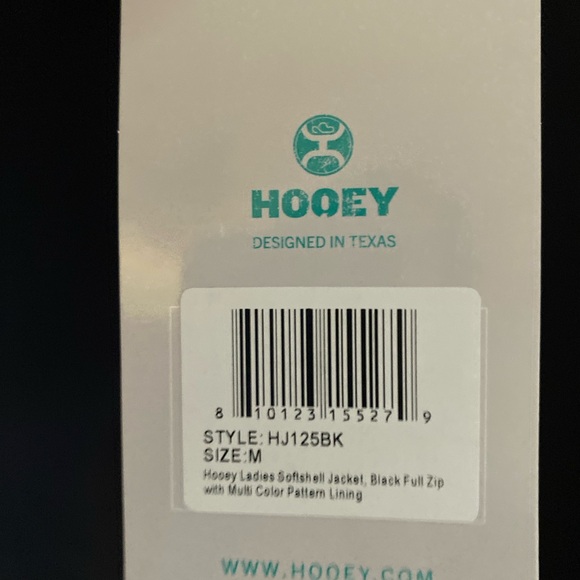 HOOEY
DESIGNED IN TEXAS
8 10123 15527 9
STYLE: HJ125BK
SIZE:M
Hooey Ladies Softshell Jacket, Black Full Zip
with Multi Color Pattern Lining
WWW.HOOEY.COM